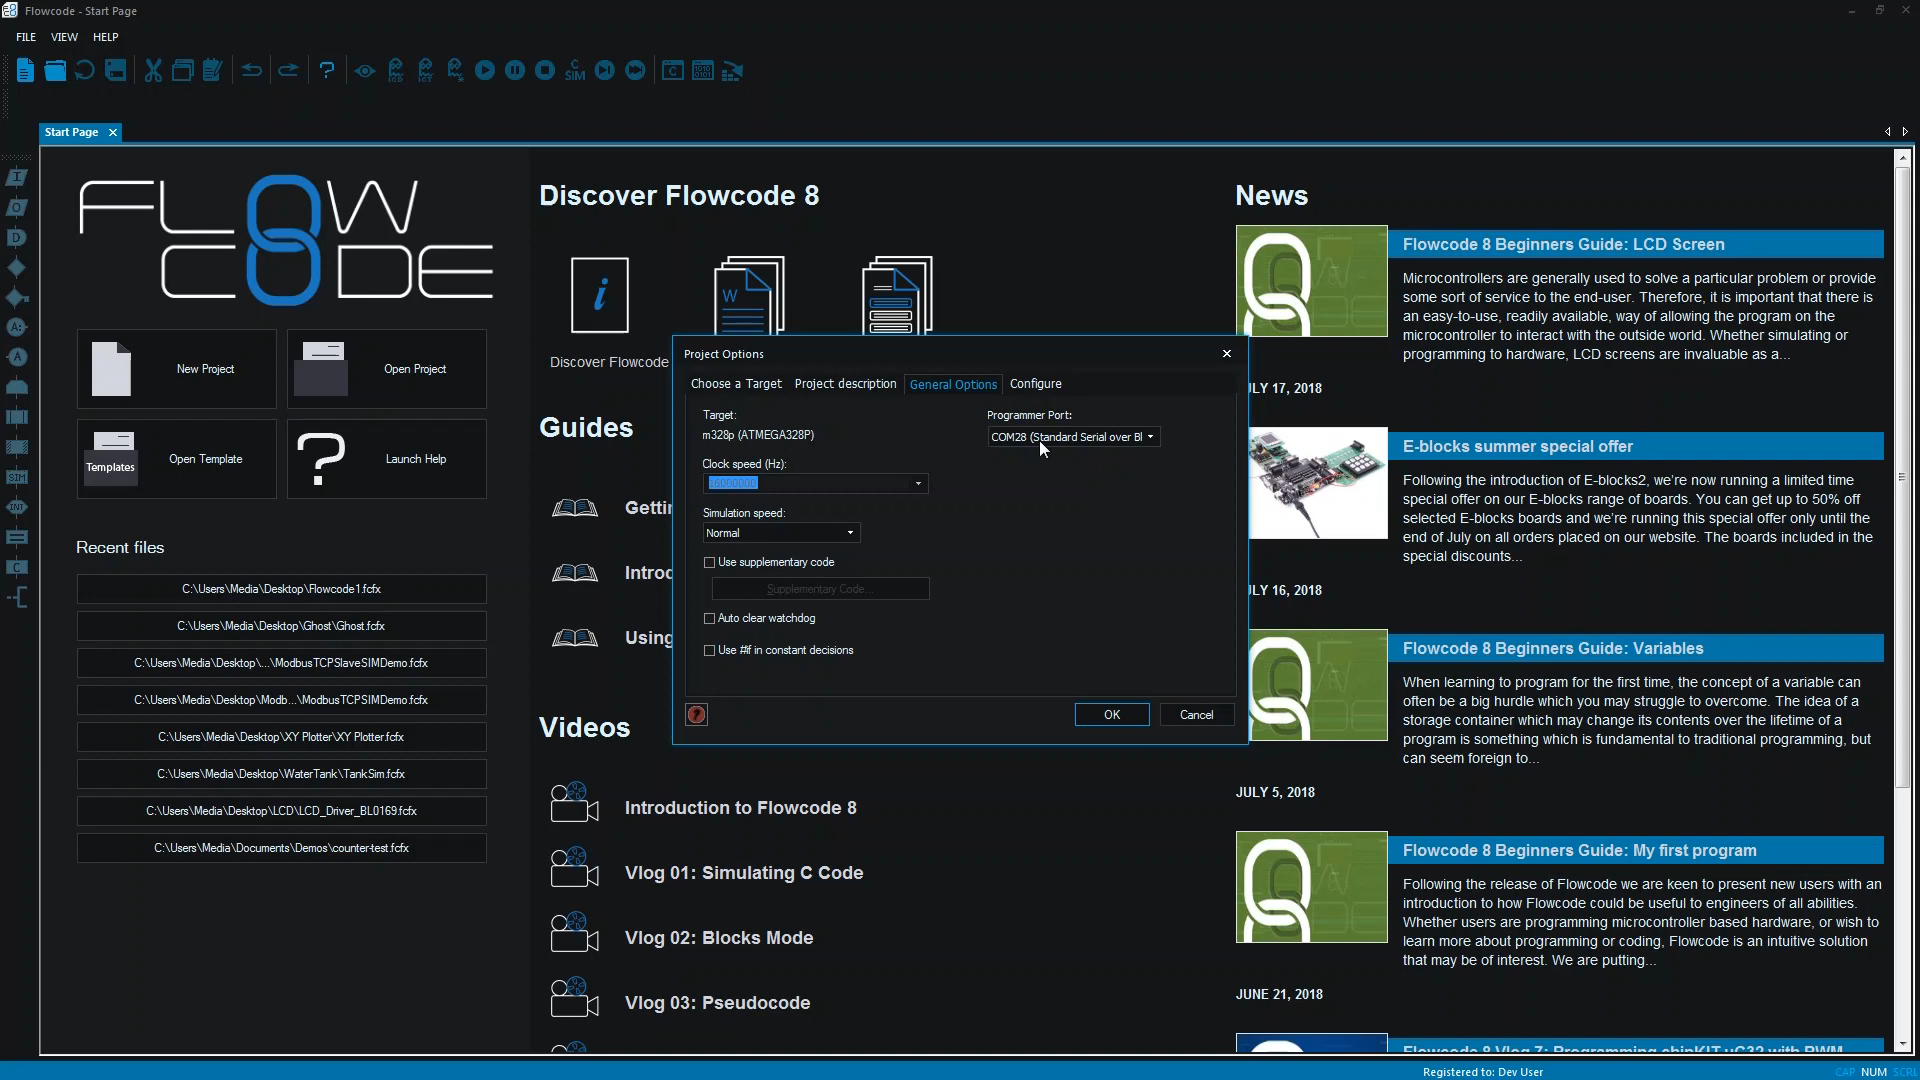 Flowcode - Start Page
FILE VIEW HELP
C
SIM
C
Start Page
FLOWCODE
New Project
Open Project
Templates
Open Template
Launch Help
Recent files
C:\Users\Media\Desktop\Flowcode1.fcfx
C:\Users\Media\Desktop\Ghost\Ghost.fcfx
C:\Users\Media\Desktop\...\ModbusTCPSlaveSIMDemo.fcfx
C:\Users\Media\Desktop\Modb...\ModbusTCPSIMDemo.fcfx
C:\Users\Media\Desktop\XY Plotter\XY Plotter.fcfx
C:\Users\Media\Desktop\WaterTank\TankSim.fcfx
C:\Users\Media\Desktop\LCD\LCD_Driver_BL0169.fcfx
C:\Users\Media\Documents\Demos\counter-test.fcfx
Discover Flowcode 8
Discover Flowcode
Guides
Videos
Introduction to Flowcode 8
Vlog 01: Simulating C Code
Vlog 02: Blocks Mode
Vlog 03: Pseudocode
Project Options
Choose a Target Project description General Options Configure
Target:
m328p (ATMEGA328P)
Clock speed (Hz):
16000000
Simulation speed:
Normal
Use supplementary code
Supplementary Code...
Auto clear watchdog
Use #if in constant decisions
Programmer Port:
COM28 (Standard Serial over Bl
OK
Cancel
News
Flowcode 8 Beginners Guide: LCD Screen
Microcontrollers are generally used to solve a particular problem or provide
some sort of service to the end-user. Therefore, it is important that there is
an easy-to-use, readily available, way of allowing the program on the
microcontroller to interact with the outside world. Whether simulating or
programming to hardware, LCD screens are invaluable as a...
ULY 17, 2018
E-blocks summer special offer
Following the introduction of E-blocks2, we're now running a limited time
special offer on our E-blocks range of boards. You can get up to 50% off
selected E-blocks boards and we're running this special offer only until the
end of July on all orders placed on our website. The boards included in the
special discounts...
ULY 16, 2018
Flowcode 8 Beginners Guide: Variables
When learning to program for the first time, the concept of a variable can
often be a big hurdle which you may struggle to overcome. The idea of a
storage container which may change its contents over the lifetime of a
program is something which is fundamental to traditional programming, but
can seem foreign to...
JULY 5, 2018
Flowcode 8 Beginners Guide: My first program
Following the release of Flowcode we are keen to present new users with an
introduction to how Flowcode could be useful to engineers of all abilities.
Whether users are programming microcontroller based hardware, or wish to
learn more about programming or coding, Flowcode is an intuitive solution
that may be of interest. We are putting...
JUNE 21, 2018
Flowcode 8 Vlog 7: Programming chipKIT uC32 with PWM
Registered to: Dev User
CAP NUM SCRL